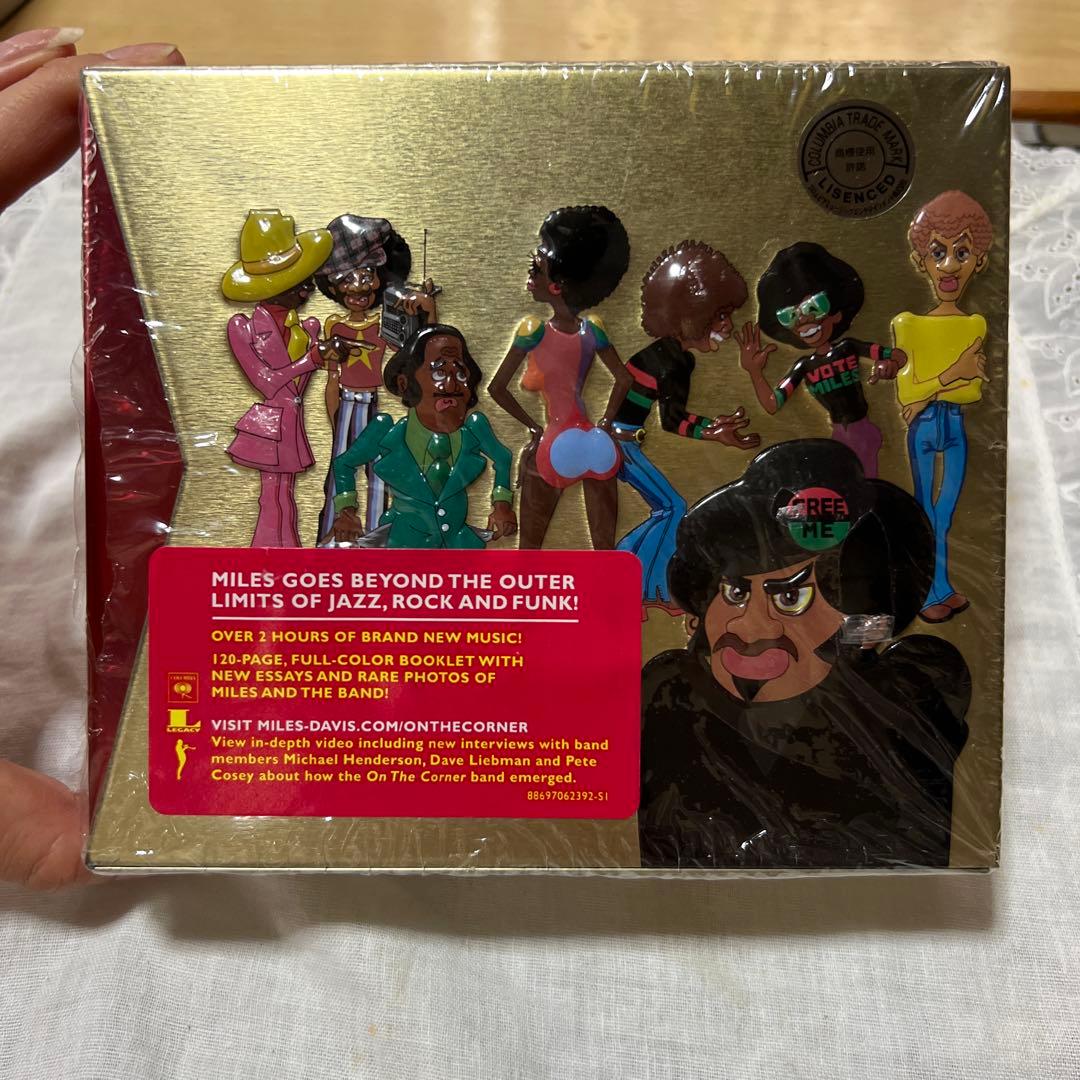 COLUMBIA TRADE MARK
商標使用
許諾
LISENCED
VOTE
MILES
FREE
ME
MILES GOES BEYOND THE OUTER
LIMITS OF JAZZ, ROCK AND FUNK!
OVER 2 HOURS OF BRAND NEW MUSIC!
120-PAGE, FULL-COLOR BOOKLET WITH
NEW ESSAYS AND RARE PHOTOS OF
MILES AND THE BAND!
COLUMBIA
LEGACY
VISIT MILES-DAVIS.COM/ONTHECORNER
View in-depth video including new interviews with band
members Michael Henderson, Dave Liebman and Pete
Cosey about how the On The Corner band emerged.
88697062392-S1